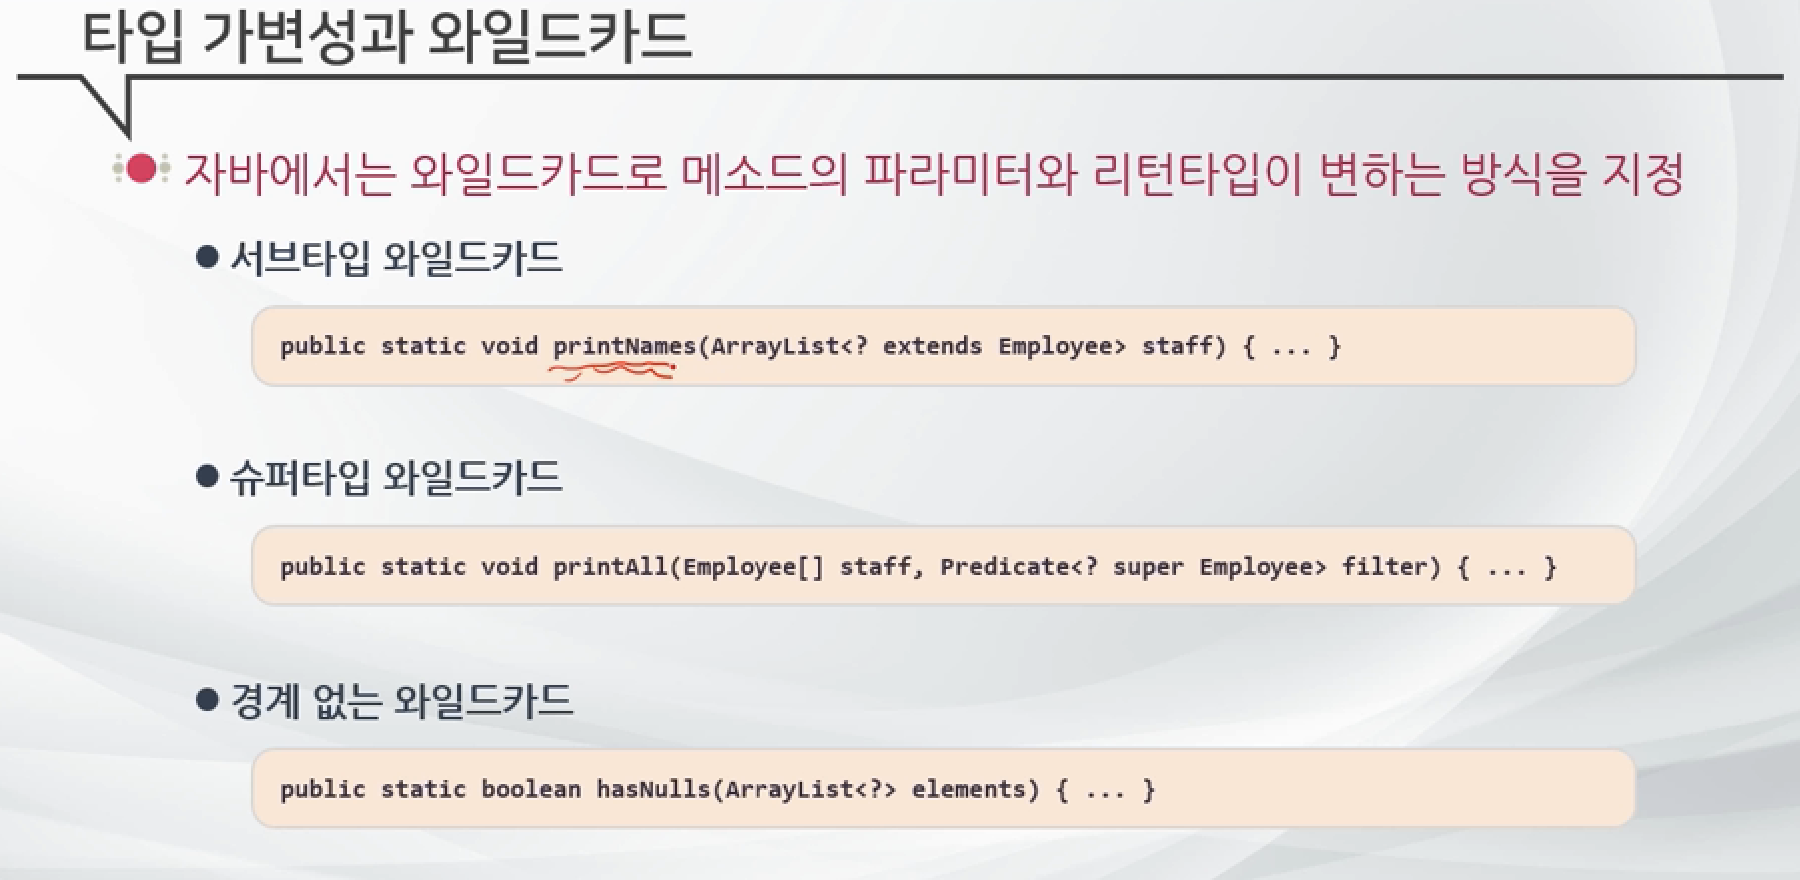 타입 가변성과 와일드카드
자바에서는 와일드카드로 메소드의 파라미터와 리턴타입이 변하는 방식을 지정
서브타입 와일드카드
public static void printNames(ArrayList<? extends Employee> staff) { ... }
슈퍼타입 와일드카드
public static void printAll(Employee[] staff, Predicate<? super Employee> filter) { ... }
경계 없는 와일드카드
public static boolean hasNulls(ArrayList<?> elements) { ... }